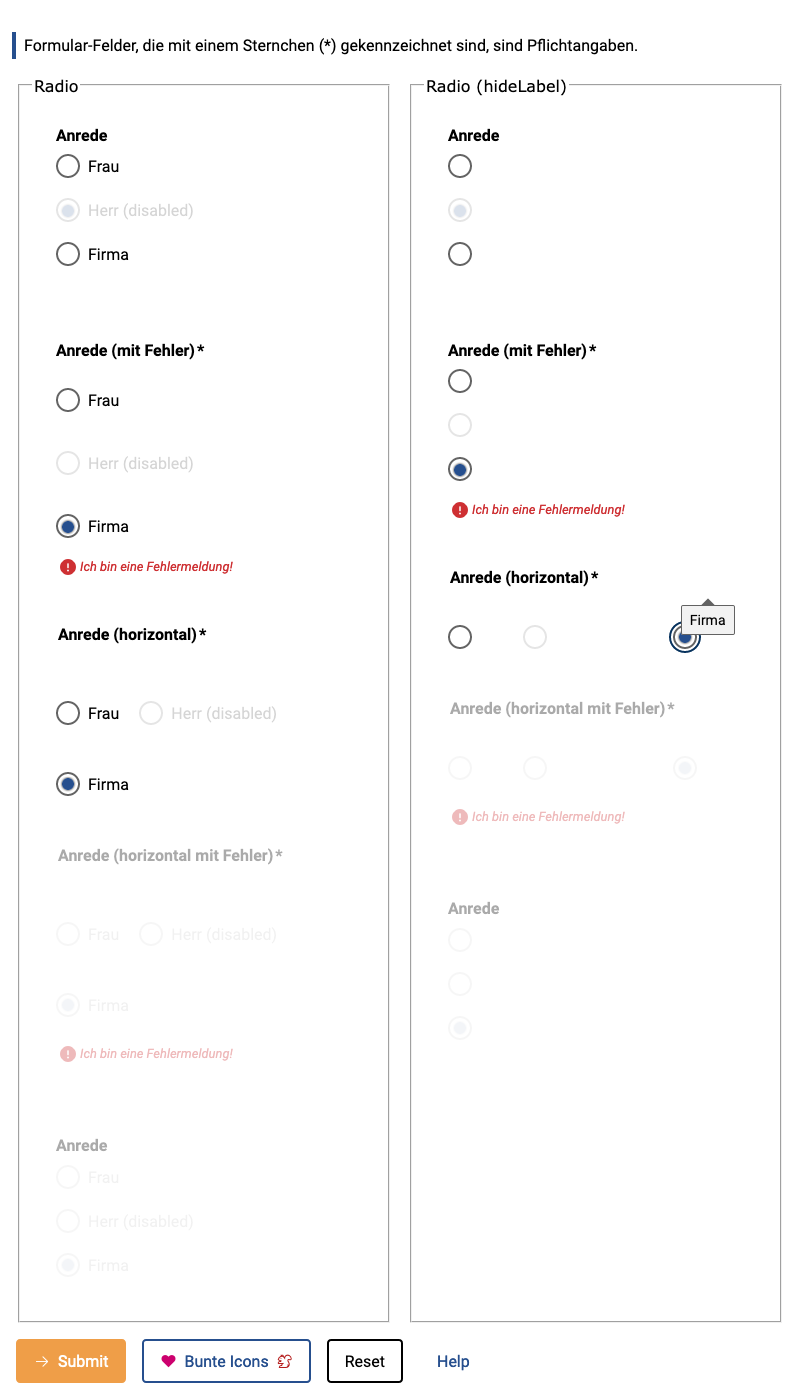 Formular-Felder, die mit einem Sternchen (*) gekennzeichnet sind, sind Pflichtangaben.
Radio
Anrede
Frau
Herr (disabled)
Firma
Anrede (mit Fehler)*
Frau
Herr (disabled)
Firma
Ich bin eine Fehlermeldung!
Anrede (horizontal)*
Frau Herr (disabled)
Firma
Anrede (horizontal mit Fehler)*
Frau Herr (disabled)
Firma
Ich bin eine Fehlermeldung!
Anrede
Frau
Herr (disabled)
Firma
Radio (hideLabel)
Anrede
Anrede (mit Fehler)*
Ich bin eine Fehlermeldung!
Anrede (horizontal)*
Firma
Anrede (horizontal mit Fehler)*
Ich bin eine Fehlermeldung!
Anrede
Submit Bunte Icons Reset Help